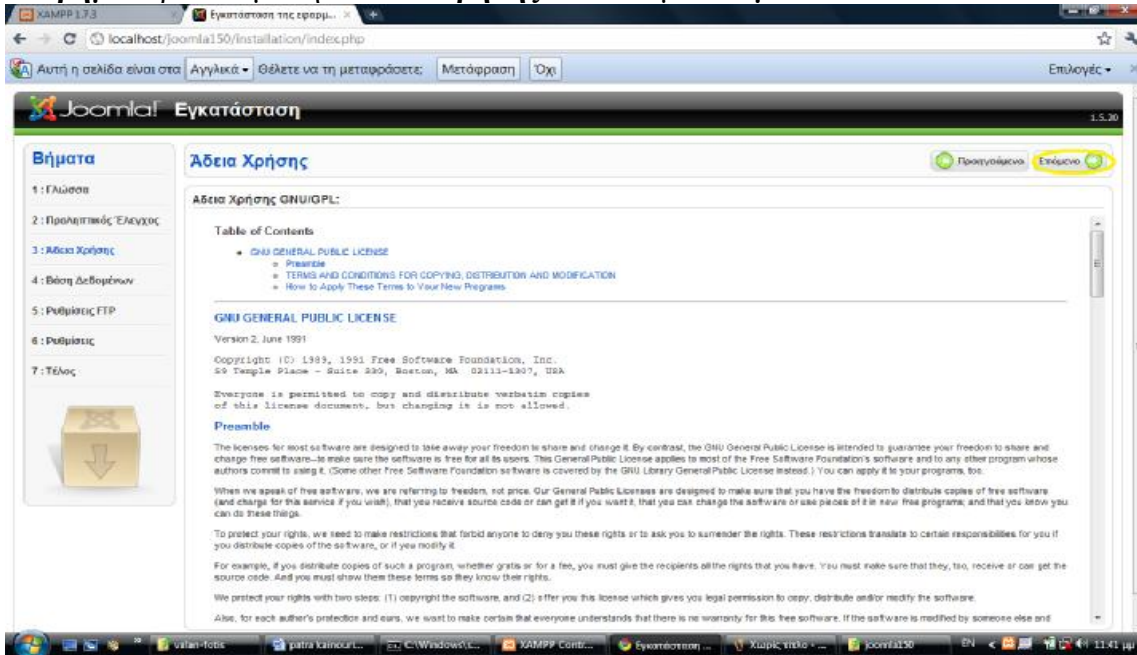 XAMPP 1.7.3
Εγκατάσταση της εφαρμ...
localhost/joomla150/installation/index.php
Αυτή η σελίδα είναι στα Αγγλικά Θέλετε να τη μεταφράσετε; Μετάφραση Όχι Επιλογές
Joomla! Εγκατάσταση
1.5.20
Βήματα
1 : Γλώσσα
2 : Προληπτικός Έλεγχος
3 : Άδεια Χρήσης
4 : Βάση Δεδομένων
5 : Ρυθμίσεις FTP
6 : Ρυθμίσεις
7 : Τέλος
Άδεια Χρήσης
Προηγούμενο Επόμενο
Αδεια Χρήσης GNU/GPL:
Table of Contents
GNU GENERAL PUBLIC LICENSE
Preamble
TERMS AND CONDITIONS FOR COPYING, DISTRIBUTION AND MODIFICATION
How to Apply These Terms to Your New Programs
GNU GENERAL PUBLIC LICENSE
Version 2, June 1991
Copyright (C) 1989, 1991 Free Software Foundation, Inc.
59 Temple Place - Suite 330, Boston, MA 02111-1307, USA
Everyone is permitted to copy and distribute verbatim copies
of this license document, but changing it is not allowed.
Preamble
The licenses for most software are designed to take away your freedom to share and change it. By contrast, the GNU General Public License is intended to guarantee your freedom to share and
change free software--to make sure the software is free for all its users. This General Public License applies to most of the Free Software Foundation's software and to any other program whose
authors commit to using it. (Some other Free Software Foundation software is covered by the GNU Library General Public License instead.) You can apply it to your programs, too.
When we speak of free software, we are referring to freedom, not price. Our General Public Licenses are designed to make sure that you have the freedom to distribute copies of free software
(and charge for this service if you wish), that you receive source code or can get it if you want it, that you can change the software or use pieces of it in new free programs; and that you know you
can do these things.
To protect your rights, we need to make restrictions that forbid anyone to deny you these rights or to ask you to surrender the rights. These restrictions translate to certain responsibilities for you if
you distribute copies of the software, or if you modify it.
For example, if you distribute copies of such a program, whether gratis or for a fee, you must give the recipients all the rights that you have. You must make sure that they, too, receive or can get the
source code. And you must show them these terms so they know their rights.
We protect your rights with two steps: (1) copyright the software, and (2) offer you this license which gives you legal permission to copy, distribute and/or modify the software.
Also, for each author's protection and ours, we want to make certain that everyone understands that there is no warranty for this free software. If the software is modified by someone else and
valan-fotis patra kainouri... C:\Windows\s... XAMPP Contr... Εγκατάσταση ... Χωρίς τίτλο - ... joomla150 EN 11:41 μμ